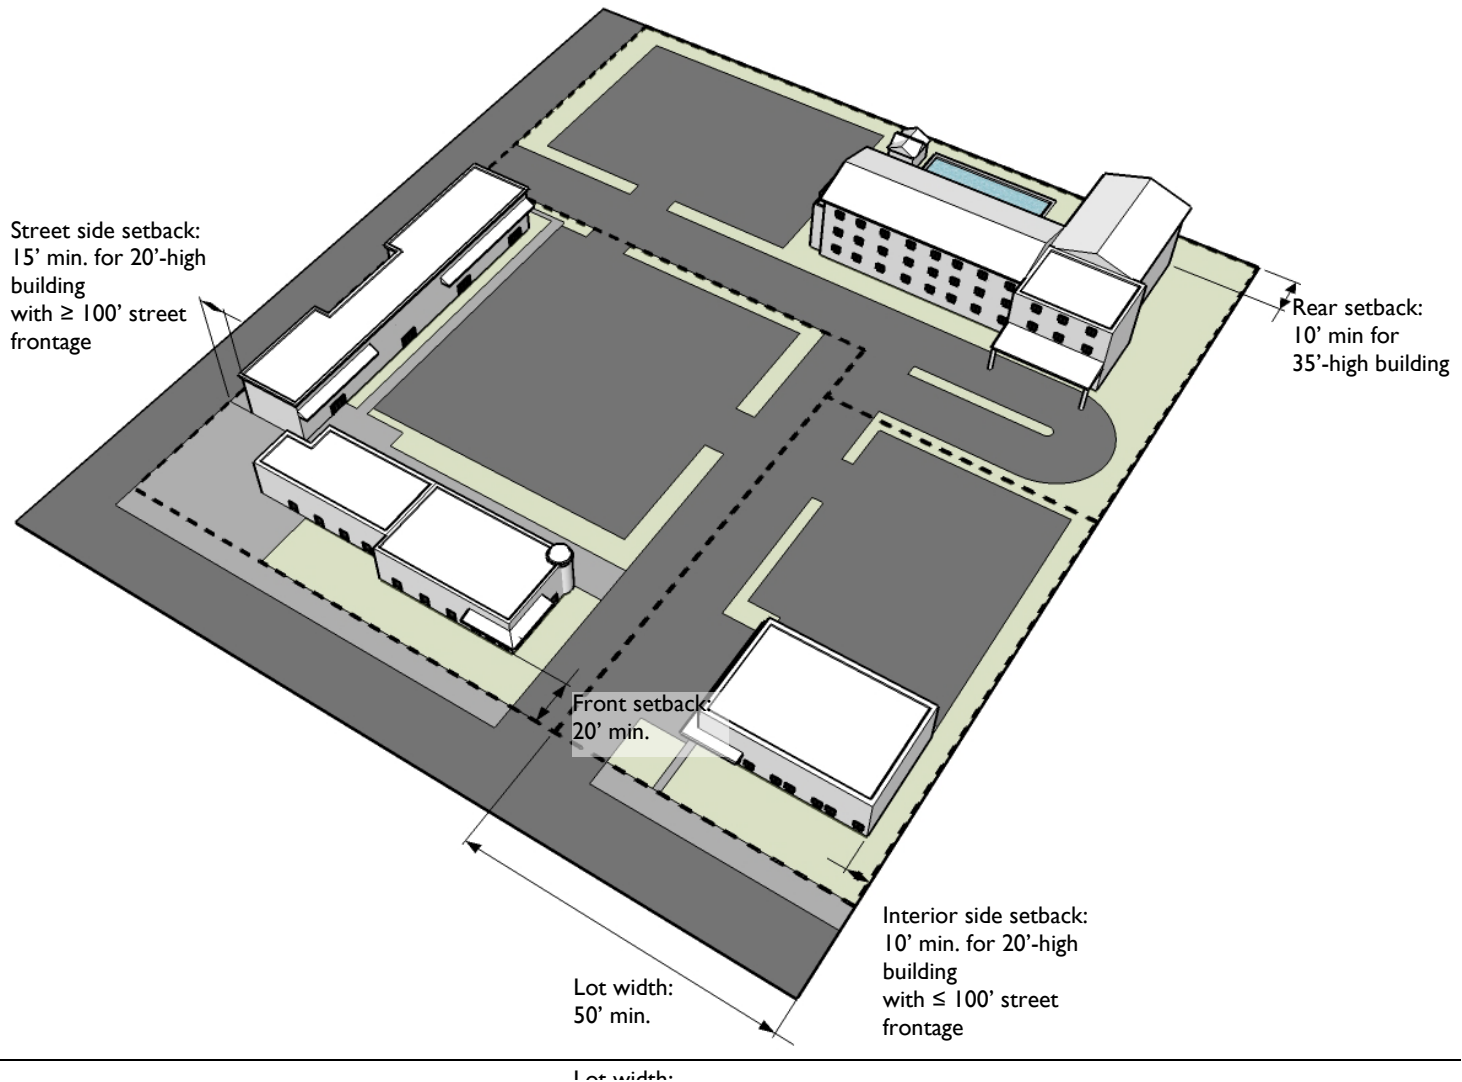 Street side setback:
15’ min. for 20’-high
building
with ≥ 100’ street
frontage
Rear setback:
10’ min for
35’-high building
Front setback:
20’ min.
Interior side setback:
10’ min. for 20’-high
building
with ≤ 100’ street
frontage
Lot width:
50’ min.
Lot width: